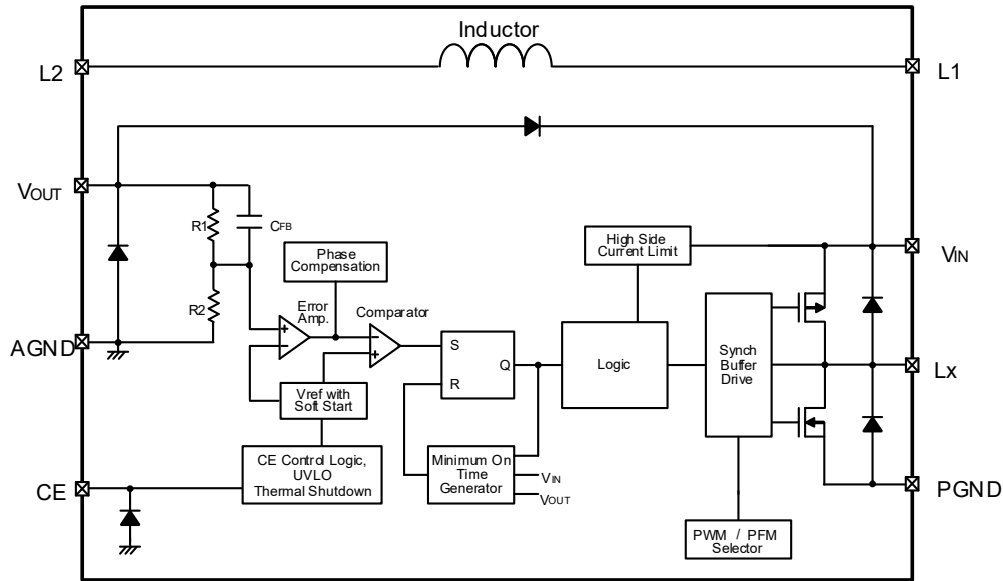 Inductor
L2
L1
VOUT
R1
CFB
R2
Phase
Compensation
High Side
Current Limit
VIN
Error
Amp.
Comparator
+
−
−
+
AGND
S
Q
R
Logic
Synch
Buffer
Drive
Lx
Vref with
Soft Start
CE Control Logic,
UVLO
Thermal Shutdown
Minimum On
Time
Generator
VIN
VOUT
CE
PGND
PWM / PFM
Selector